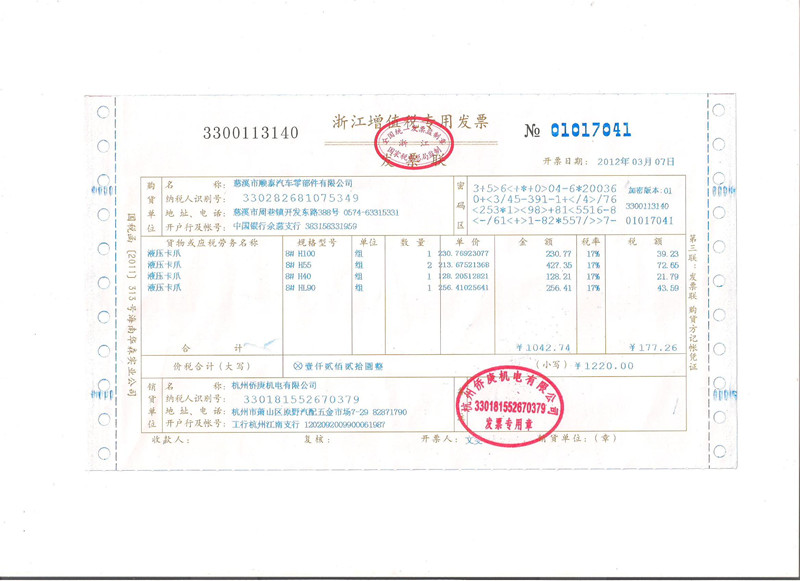 3300113140
浙江增值税专用发票
发票联
№ 01017041
开票日期: 2012年03月07日
全国统一发票监制章
浙江
国家税务总局监制
购货单位
名 称: 慈溪市顺泰汽车零部件有限公司
纳税人识别号: 330282681075349
地 址、电 话: 慈溪市周巷镇开发东路388号 0574-63315331
开户行及帐号: 中国银行余慈支行 383158331959
密码区
3+5>6<+*+0>04-6*20036 加密版本:01
0+<3/45-391-1+</4>/76 3300113140
<253*1><98>+81<5516-8
<-/61<+>1-82*557/>>7- 01017041
货物或应税劳务名称 规格型号 单位 数 量 单 价 金 额 税率 税 额
液压卡爪 8# H100 组 1 230.76923077 230.77 17% 39.23
液压卡爪 8# H55 组 2 213.67521368 427.35 17% 72.65
液压卡爪 8# H40 组 1 128.20512821 128.21 17% 21.79
液压卡爪 8# HL90 组 1 256.41025641 256.41 17% 43.59
合 计 ￥1042.74 ￥177.26
价税合计(大写) ⊗壹仟贰佰贰拾圆整 (小写) ￥1220.00
销货单位
名 称: 杭州侨庚机电有限公司
纳税人识别号: 330181552670379
地 址、电 话: 杭州市萧山区原野汽配五金市场7-29 82871790
开户行及帐号: 工行杭州江南支行 1202092009900061987
杭州侨庚机电有限公司
330181552670379
发票专用章
收款人: 复核: 开票人: 销货单位:(章)
国税函[2011]313号海南华森实业公司
第三联:发票联 购货方记帐凭证